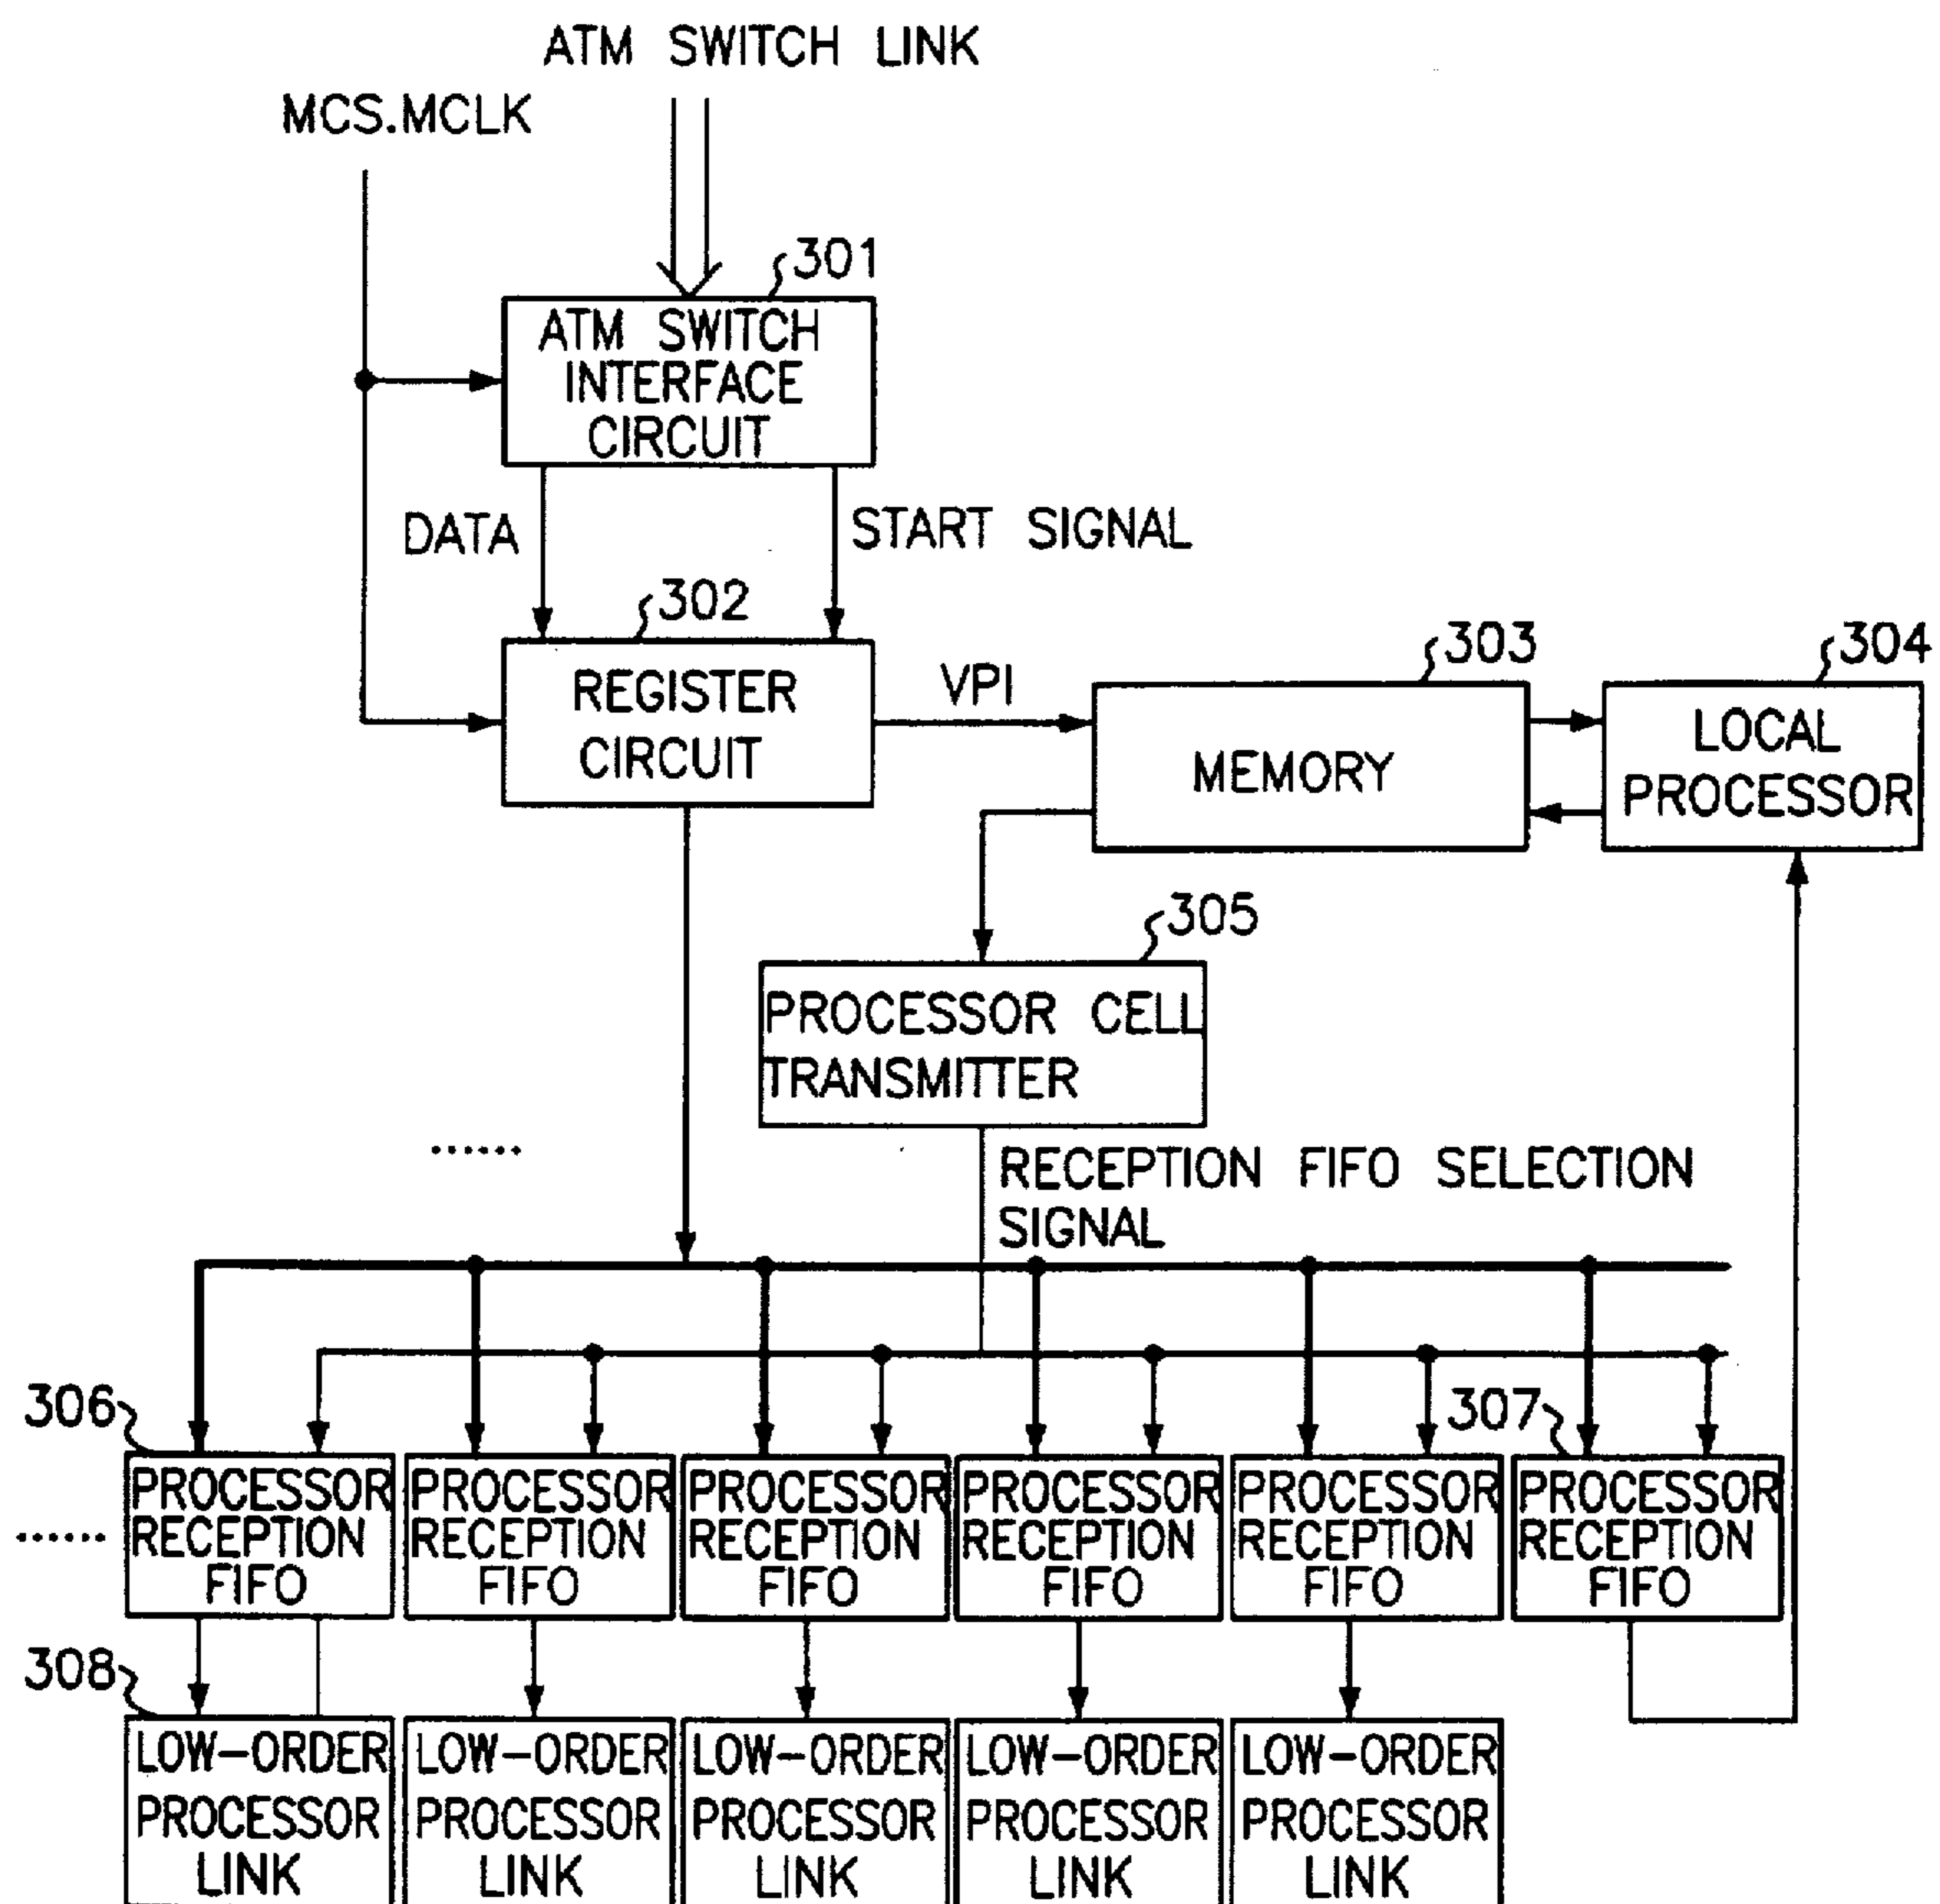 ATM SWITCH LINK
MCS.MCLK
301
ATM SWITCH
INTERFACE
CIRCUIT
DATA
START SIGNAL
302
REGISTER
CIRCUIT
VPI
303
MEMORY
304
LOCAL
PROCESSOR
305
PROCESSOR CELL
TRANSMITTER
......
RECEPTION FIFO SELECTION
SIGNAL
306
307
......
PROCESSOR
RECEPTION
FIFO
PROCESSOR
RECEPTION
FIFO
PROCESSOR
RECEPTION
FIFO
PROCESSOR
RECEPTION
FIFO
PROCESSOR
RECEPTION
FIFO
PROCESSOR
RECEPTION
FIFO
308
LOW-ORDER
PROCESSOR
LINK
LOW-ORDER
PROCESSOR
LINK
LOW-ORDER
PROCESSOR
LINK
LOW-ORDER
PROCESSOR
LINK
LOW-ORDER
PROCESSOR
LINK